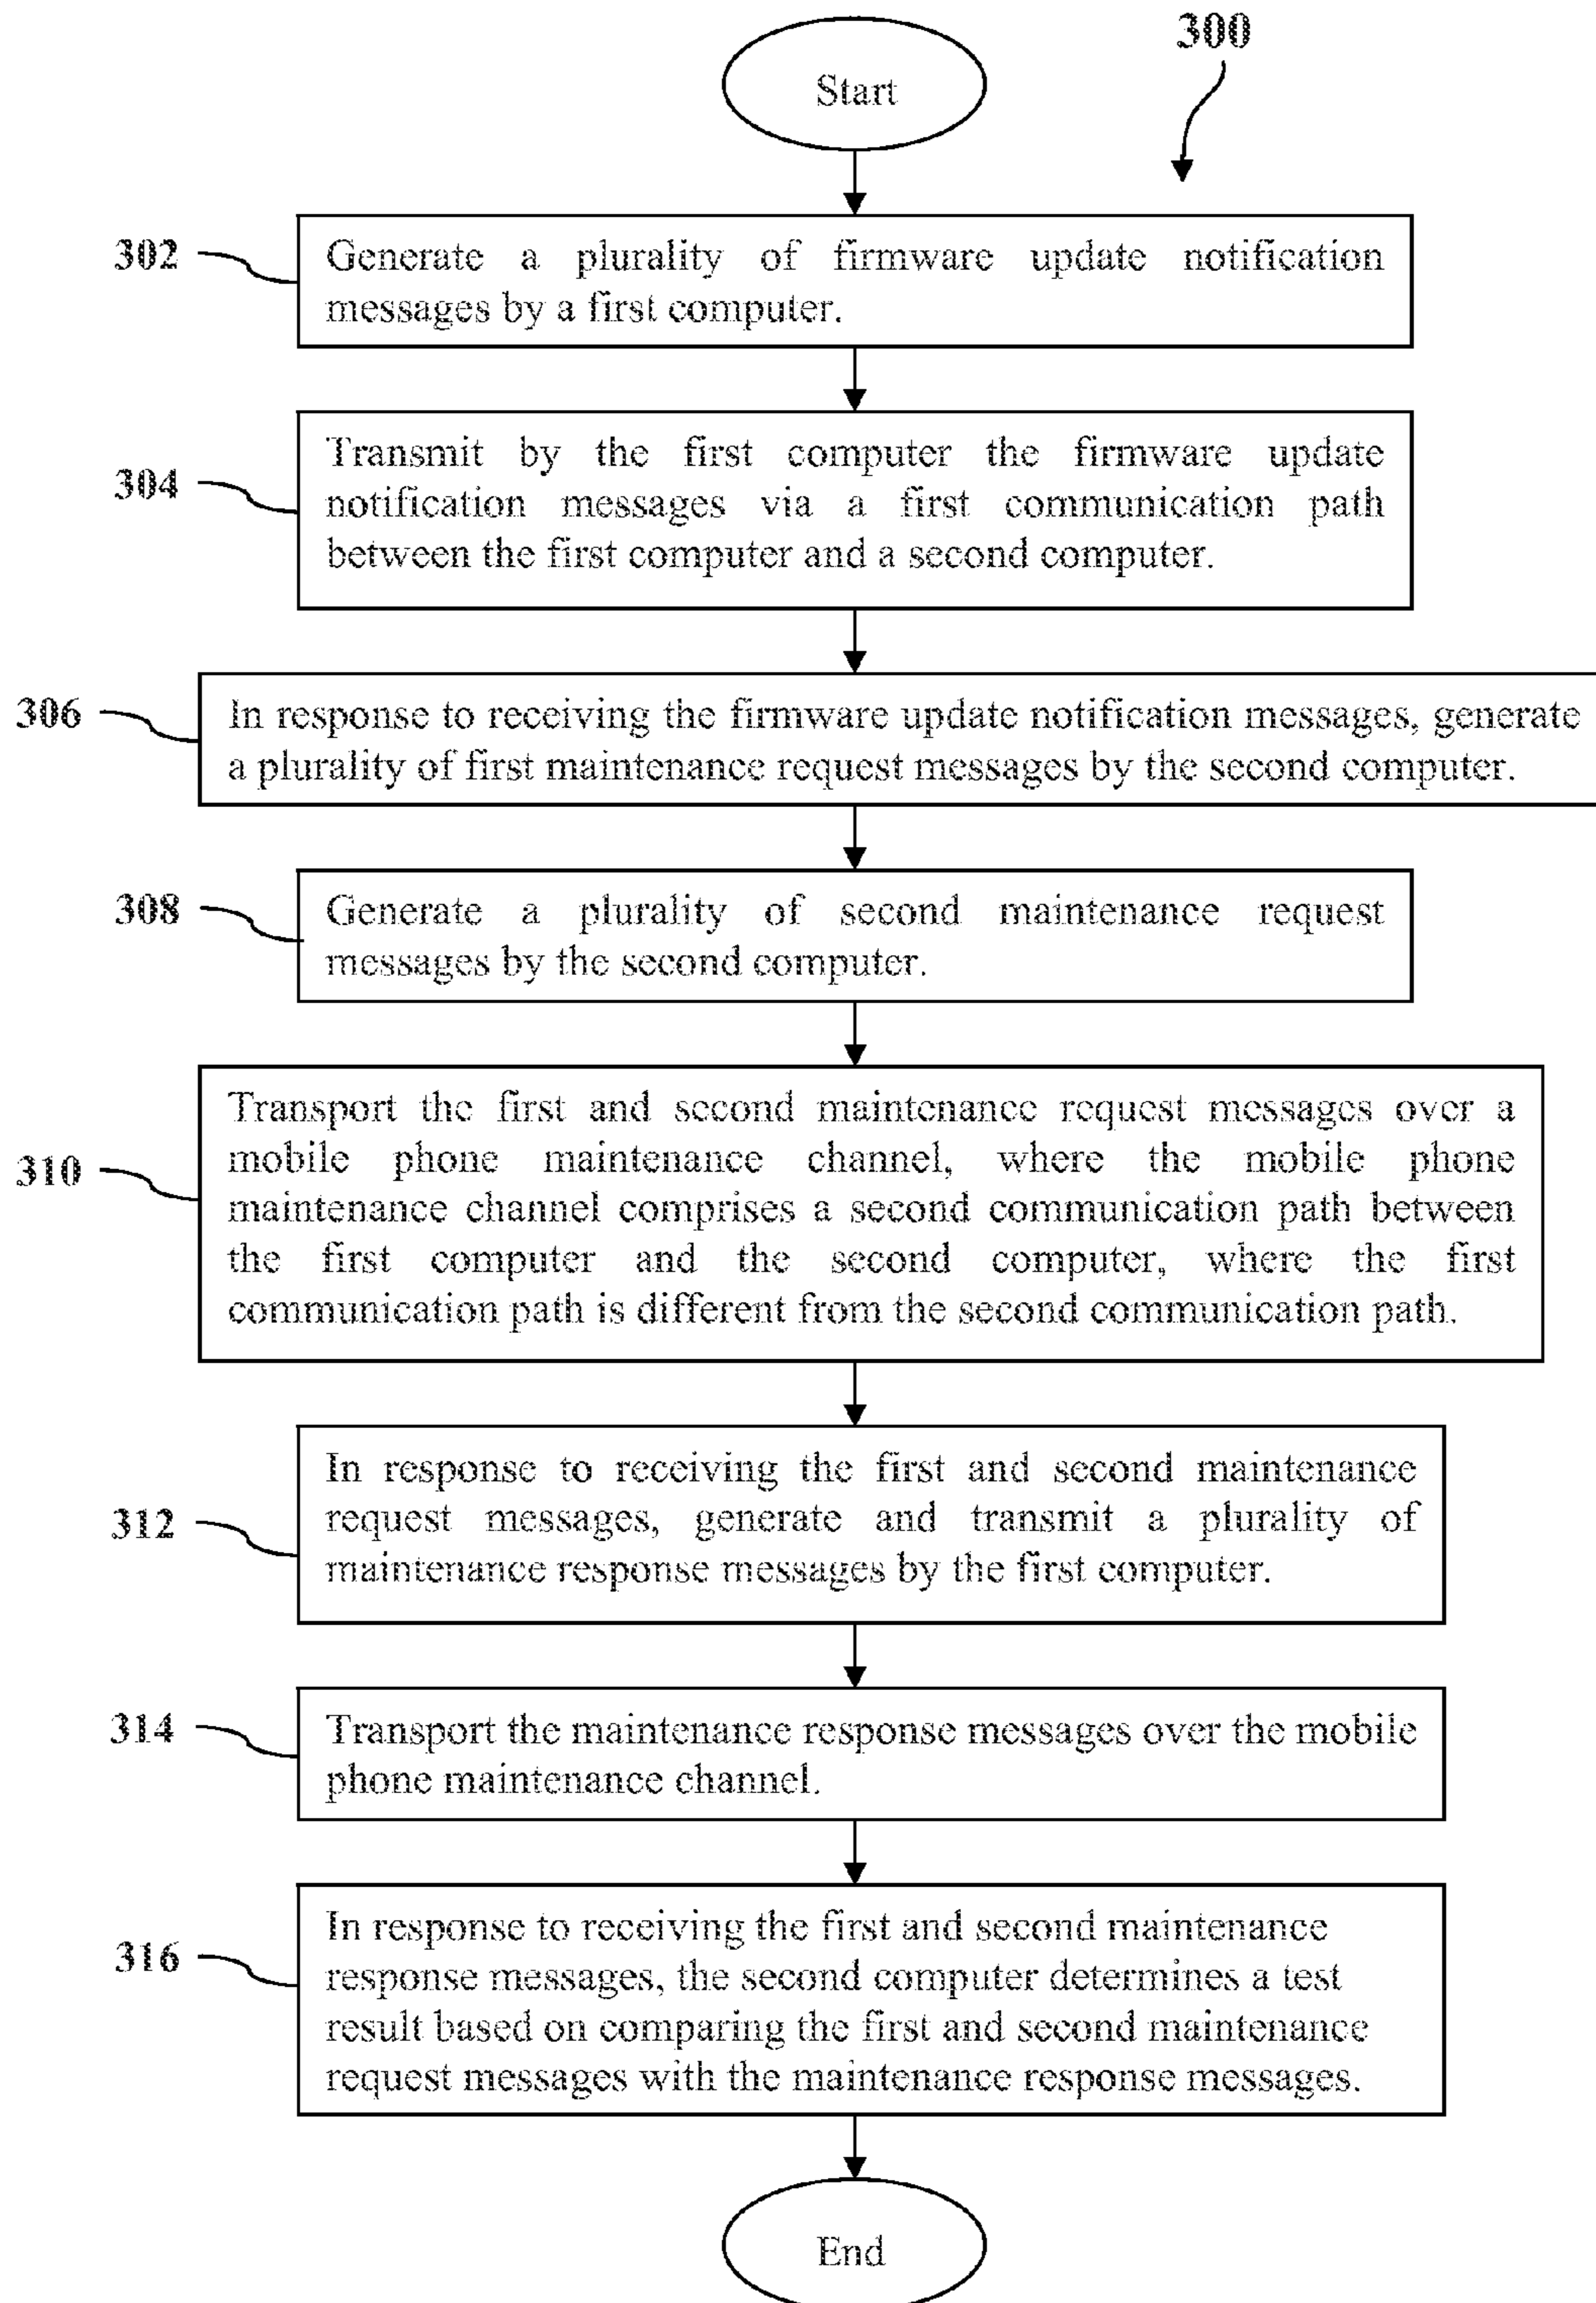 300
Start
302
Generate a plurality of firmware update notification
messages by a first computer.
304
Transmit by the first computer the firmware update
notification messages via a first communication path
between the first computer and a second computer.
306
In response to receiving the firmware update notification messages, generate
a plurality of first maintenance request messages by the second computer.
308
Generate a plurality of second maintenance request
messages by the second computer.
310
Transport the first and second maintenance request messages over a
mobile phone maintenance channel, where the mobile phone
maintenance channel comprises a second communication path between
the first computer and the second computer, where the first
communication path is different from the second communication path.
312
In response to receiving the first and second maintenance
request messages, generate and transmit a plurality of
maintenance response messages by the first computer.
314
Transport the maintenance response messages over the mobile
phone maintenance channel.
316
In response to receiving the first and second maintenance
response messages, the second computer determines a test
result based on comparing the first and second maintenance
request messages with the maintenance response messages.
End